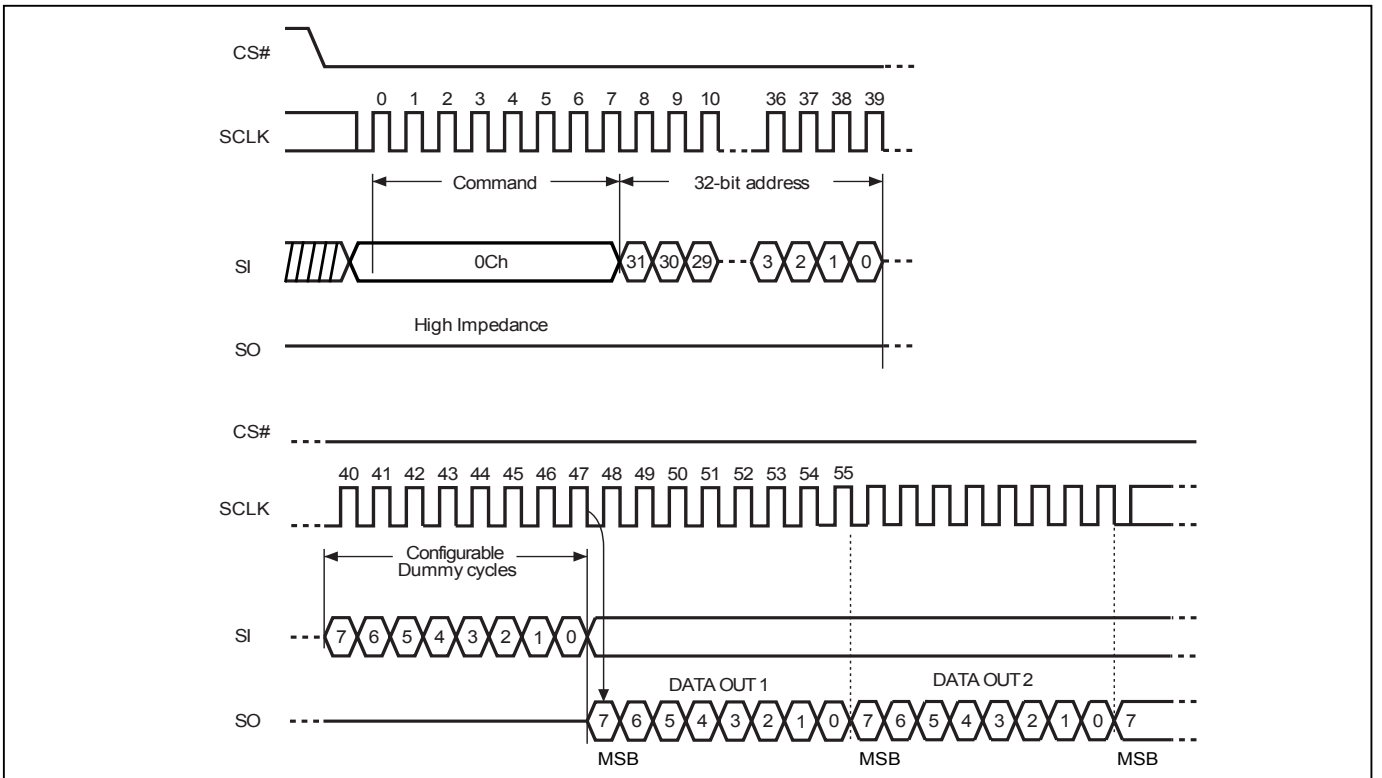 CS#
0 1 2 3 4 5 6 7 8 9 10 36 37 38 39
SCLK
Command 32-bit address
SI 0Ch 31 30 29 3 2 1 0
High Impedance
SO
CS#
40 41 42 43 44 45 46 47 48 49 50 51 52 53 54 55
SCLK
Configurable
Dummy cycles
SI 7 6 5 4 3 2 1 0
DATA OUT 1 DATA OUT 2
SO 7 6 5 4 3 2 1 0 7 6 5 4 3 2 1 0 7
MSB MSB MSB